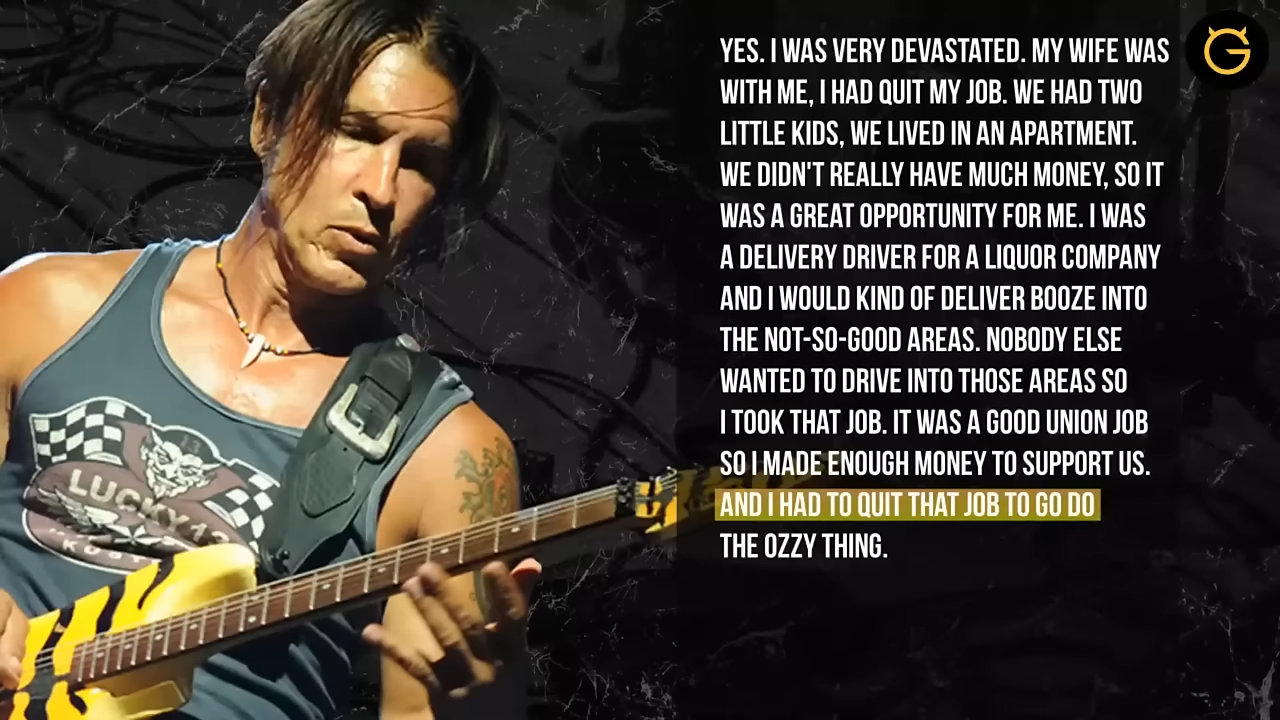 YES. I WAS VERY DEVASTATED. MY WIFE WAS
WITH ME, I HAD QUIT MY JOB. WE HAD TWO
LITTLE KIDS, WE LIVED IN AN APARTMENT.
WE DIDN'T REALLY HAVE MUCH MONEY, SO IT
WAS A GREAT OPPORTUNITY FOR ME. I WAS
A DELIVERY DRIVER FOR A LIQUOR COMPANY
AND I WOULD KIND OF DELIVER BOOZE INTO
THE NOT-SO-GOOD AREAS. NOBODY ELSE
WANTED TO DRIVE INTO THOSE AREAS SO
I TOOK THAT JOB. IT WAS A GOOD UNION JOB
SO I MADE ENOUGH MONEY TO SUPPORT US.
AND I HAD TO QUIT THAT JOB TO GO DO
THE OZZY THING.
G
LUCKY 13